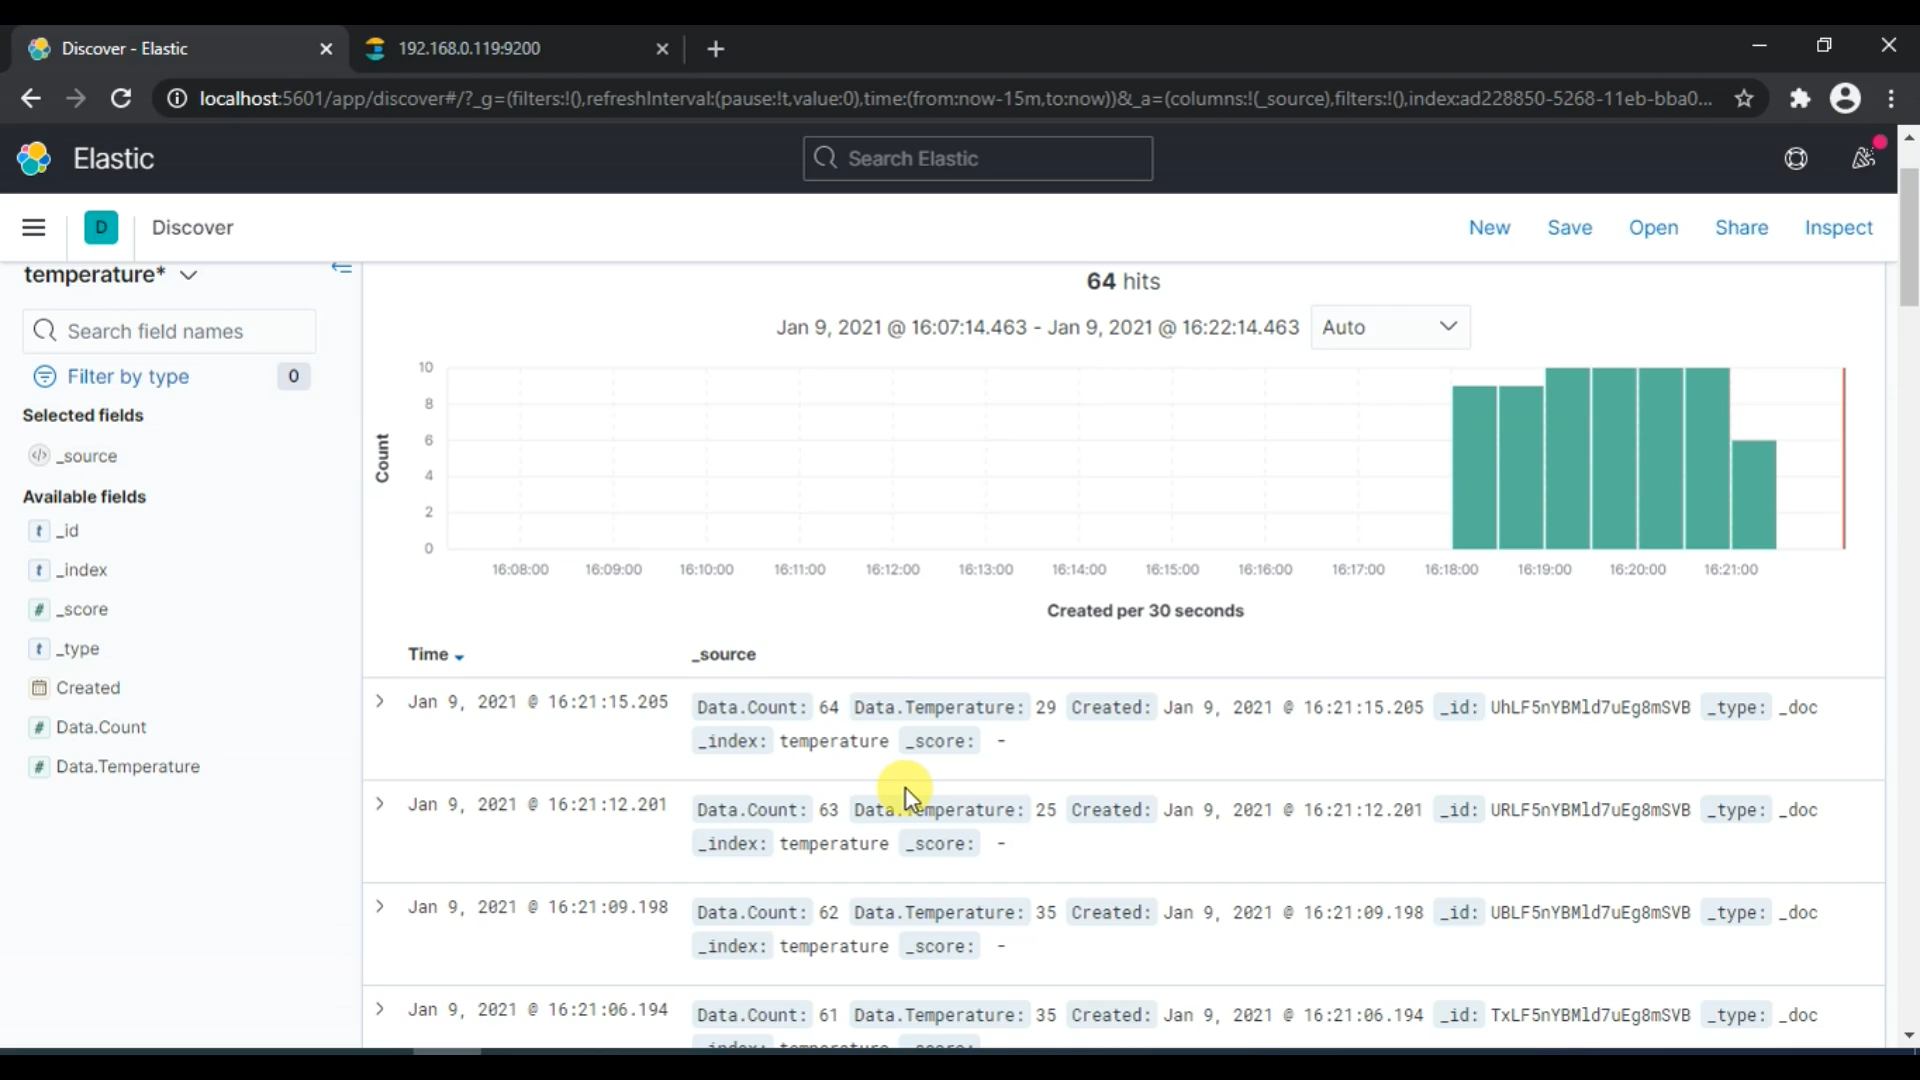 Discover - Elastic
192.168.0.119:9200
localhost:5601/app/discover#/?_g=(filters:!(),refreshInterval:(pause:!t,value:0),time:(from:now-15m,to:now))&_a=(columns:!(_source),filters:!(),index:ad228850-5268-11eb-bba0...
Elastic
Search Elastic
D
Discover
New
Save
Open
Share
Inspect
temperature*
Search field names
Filter by type
0
Selected fields
_source
Available fields
t _id
t _index
# _score
t _type
Created
# Data.Count
# Data.Temperature
64 hits
Jan 9, 2021 @ 16:07:14.463 - Jan 9, 2021 @ 16:22:14.463
Auto
Count
10
8
6
4
2
0
16:08:00 16:09:00 16:10:00 16:11:00 16:12:00 16:13:00 16:14:00 16:15:00 16:16:00 16:17:00 16:18:00 16:19:00 16:20:00 16:21:00
Created per 30 seconds
Time _source
Jan 9, 2021 @ 16:21:15.205 Data.Count: 64 Data.Temperature: 29 Created: Jan 9, 2021 @ 16:21:15.205 _id: UhLF5nYBMld7uEg8mSVB _type: _doc
_index: temperature _score: -
Jan 9, 2021 @ 16:21:12.201 Data.Count: 63 Data.Temperature: 25 Created: Jan 9, 2021 @ 16:21:12.201 _id: URLF5nYBMld7uEg8mSVB _type: _doc
_index: temperature _score: -
Jan 9, 2021 @ 16:21:09.198 Data.Count: 62 Data.Temperature: 35 Created: Jan 9, 2021 @ 16:21:09.198 _id: UBLF5nYBMld7uEg8mSVB _type: _doc
_index: temperature _score: -
Jan 9, 2021 @ 16:21:06.194 Data.Count: 61 Data.Temperature: 35 Created: Jan 9, 2021 @ 16:21:06.194 _id: TxLF5nYBMld7uEg8mSVB _type: _doc
_index: temperature _score: